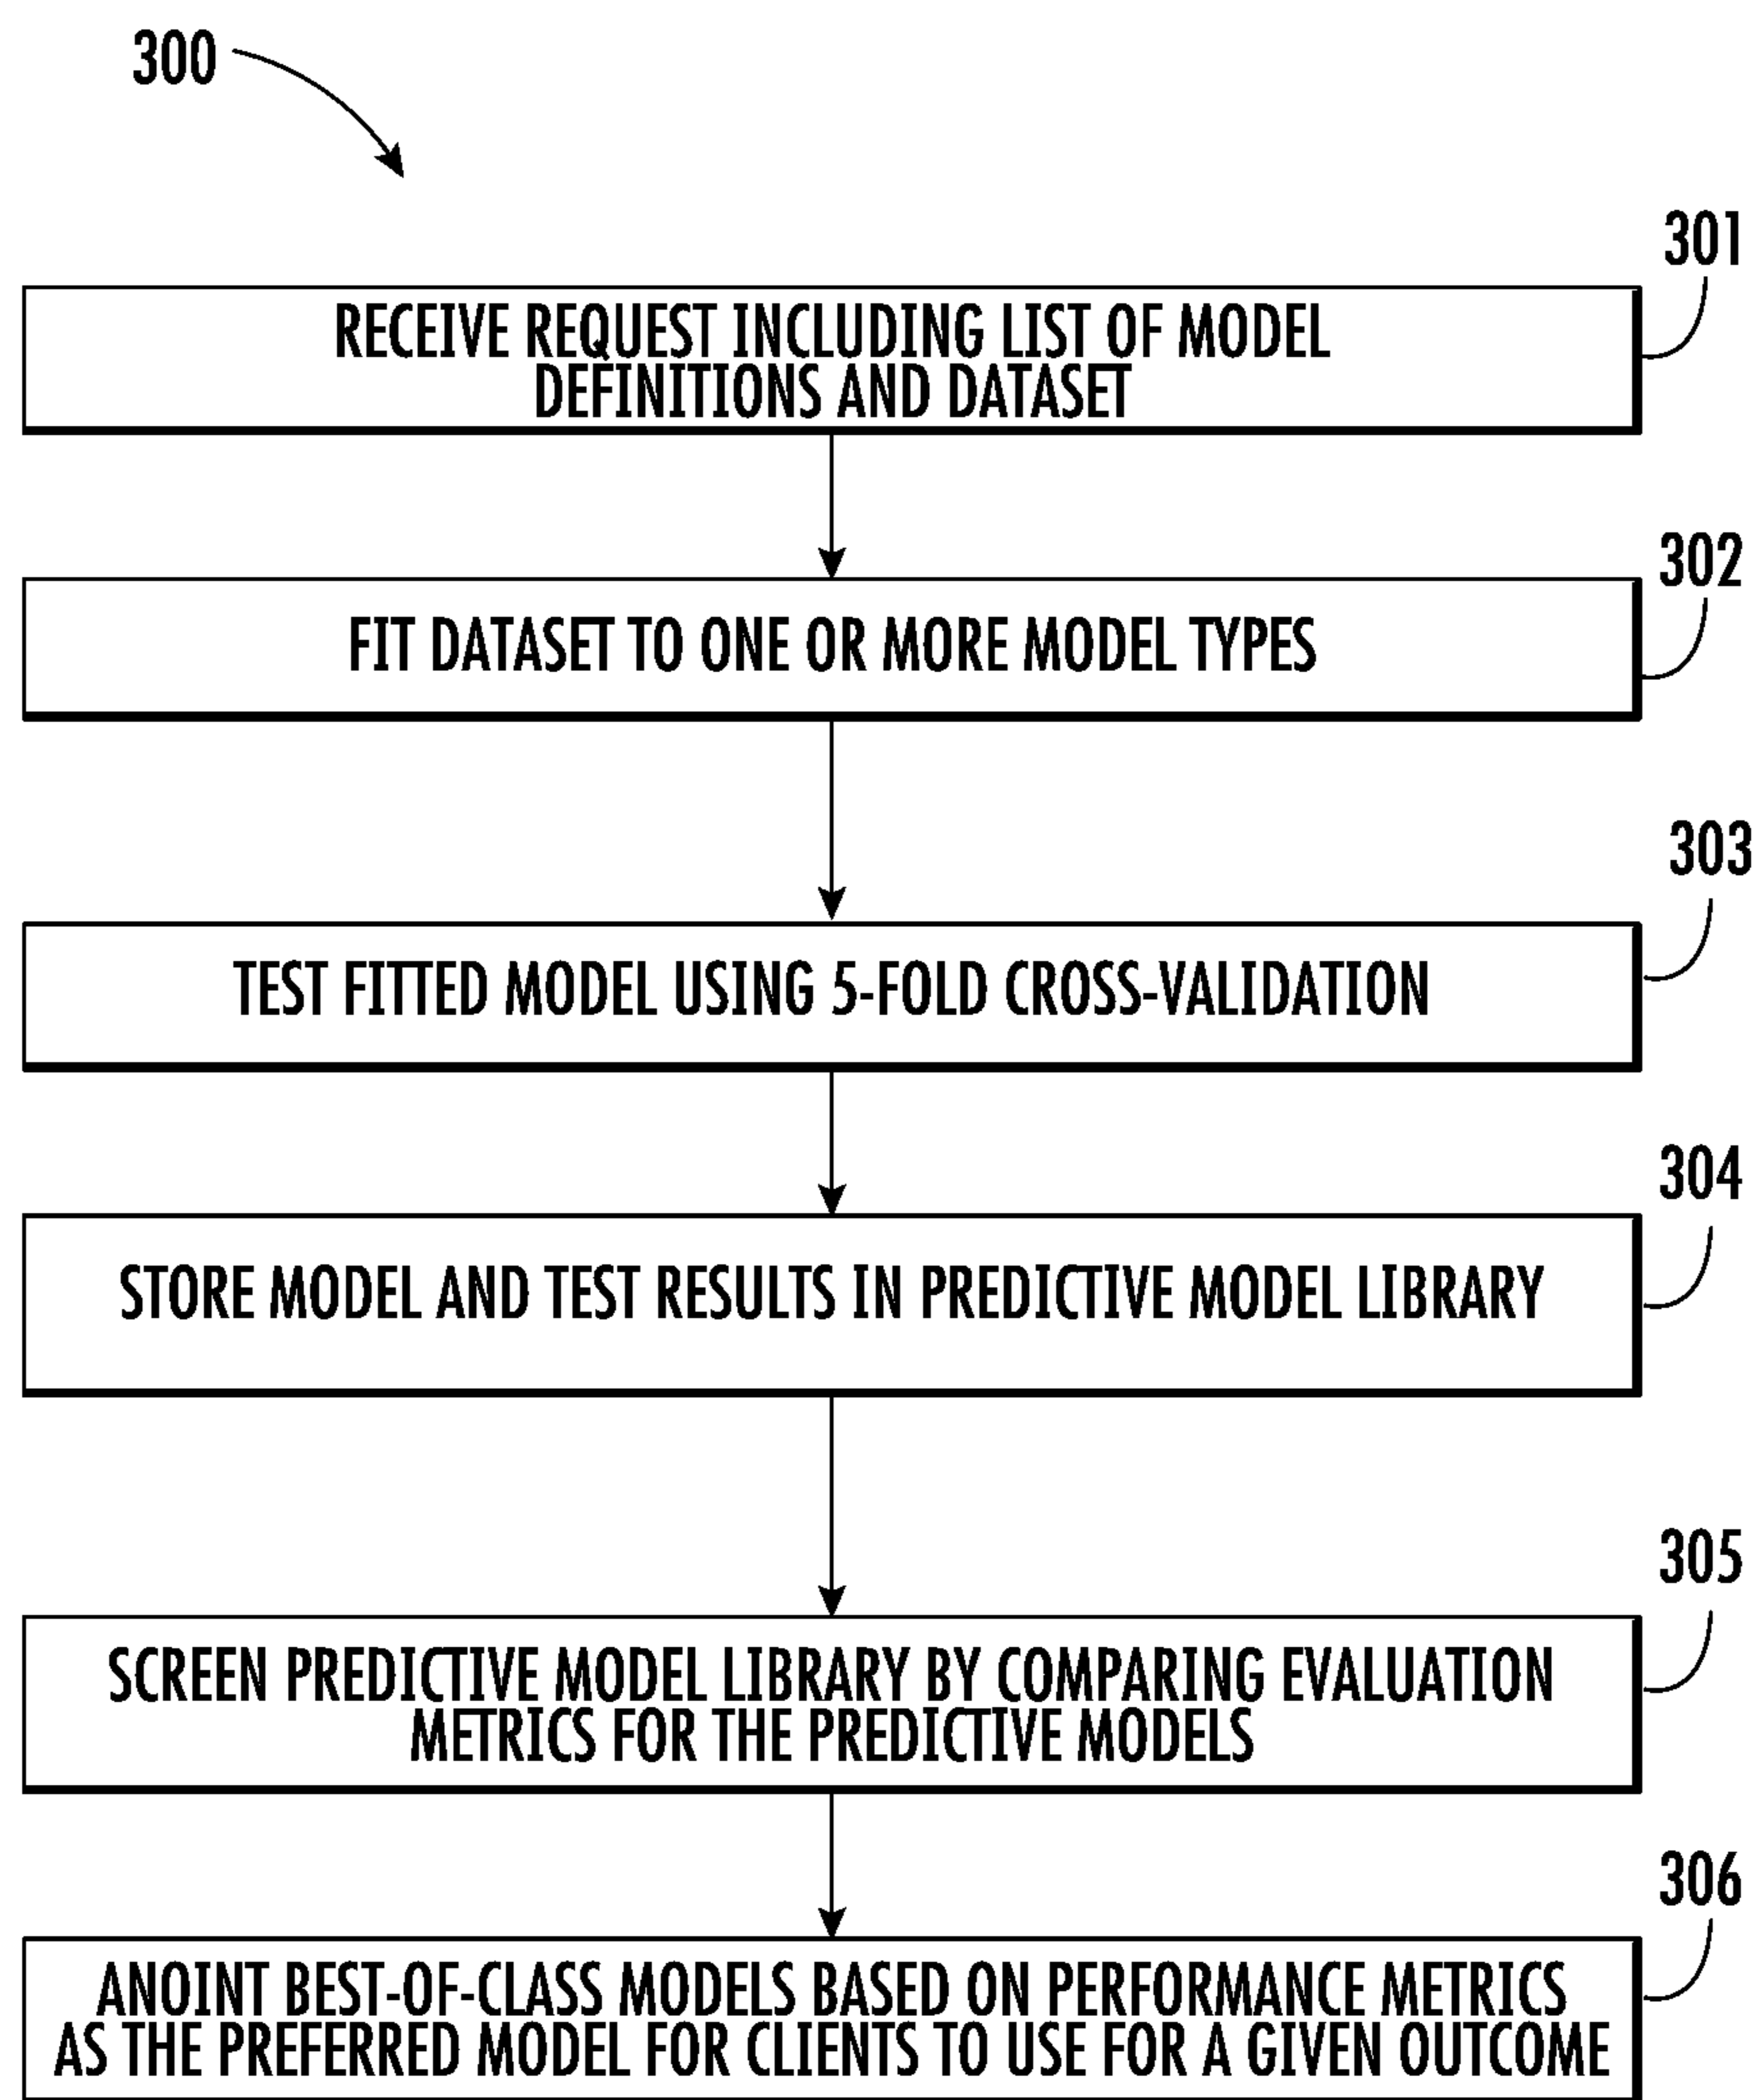 300
301
RECEIVE REQUEST INCLUDING LIST OF MODEL
DEFINITIONS AND DATASET
302
FIT DATASET TO ONE OR MORE MODEL TYPES
303
TEST FITTED MODEL USING 5-FOLD CROSS-VALIDATION
304
STORE MODEL AND TEST RESULTS IN PREDICTIVE MODEL LIBRARY
305
SCREEN PREDICTIVE MODEL LIBRARY BY COMPARING EVALUATION
METRICS FOR THE PREDICTIVE MODELS
306
ANOINT BEST-OF-CLASS MODELS BASED ON PERFORMANCE METRICS
AS THE PREFERRED MODEL FOR CLIENTS TO USE FOR A GIVEN OUTCOME